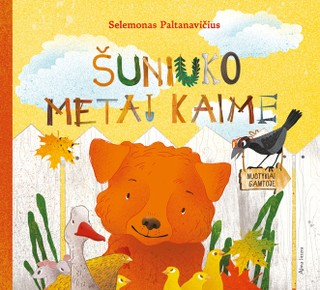 Selemonas Paltanavičius
ŠUNIUKO
METAI KAIME
NUOTYKIAI
GAMTOJE
Alma littera